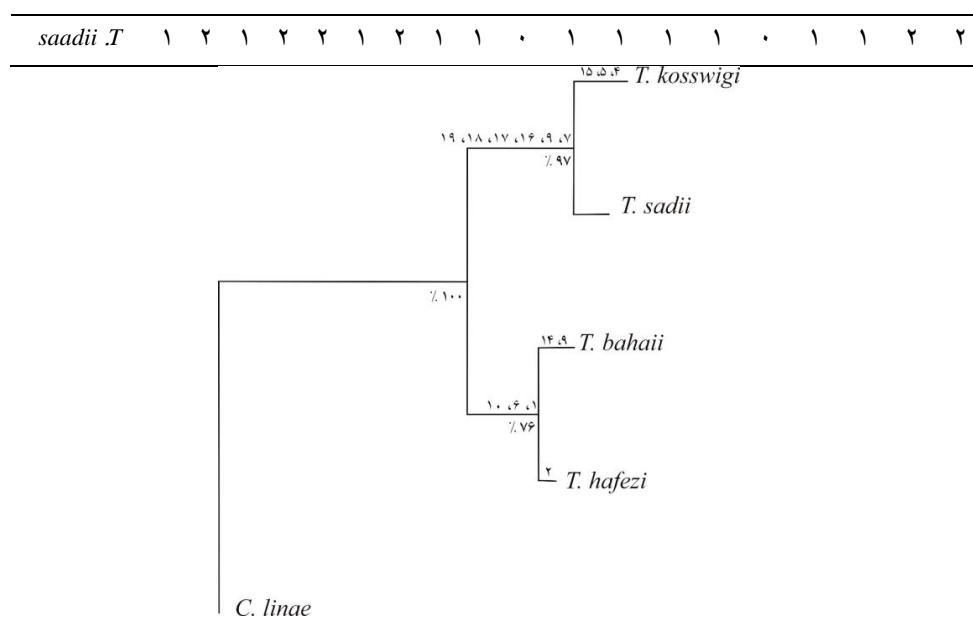 saadii .T ۱ ۲ ۱ ۲ ۲ ۱ ۲ ۱ ۱ ۰ ۱ ۱ ۱ ۱ ۰ ۱ ۱ ۲ ۲
۴، ۵، ۱۵
T. kosswigi
۷، ۹، ۱۶، ۱۷، ۱۸، ۱۹
۹۷ ٪
T. sadii
۱۰۰ ٪
۹، ۱۴
T. bahaii
۱، ۶، ۱۰
۷۶ ٪
۲
T. hafezi
C. linae